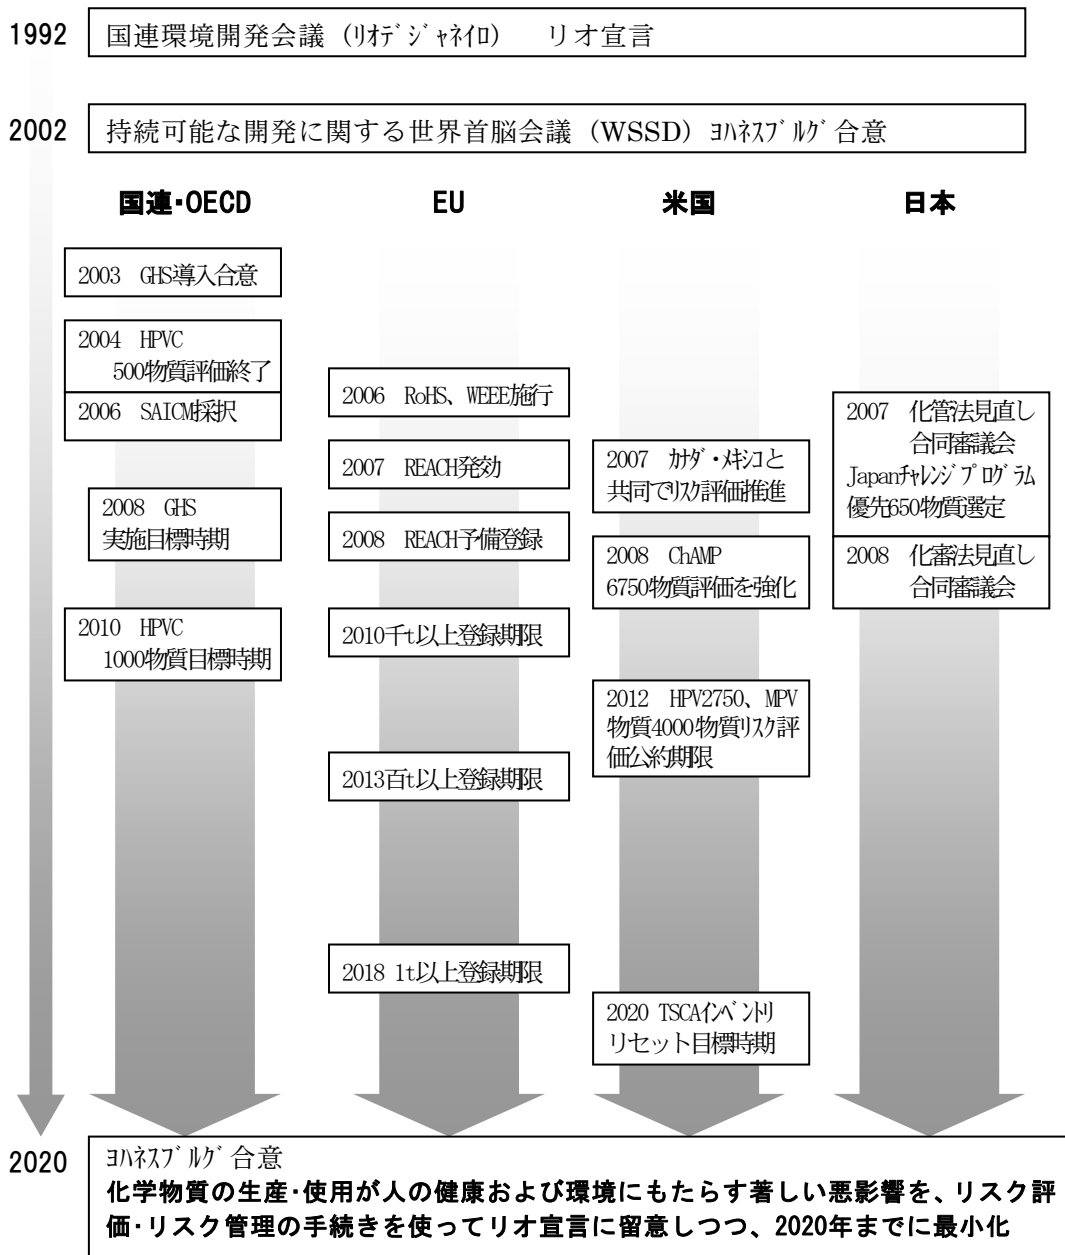 1992
国連環境開発会議（ﾘｵﾃﾞｼﾞｬﾈｲﾛ）　リオ宣言
2002
持続可能な開発に関する世界首脳会議（WSSD）ﾖﾊﾈｽﾌﾞﾙｸﾞ合意
国連・OECD
EU
米国
日本
2003　GHS導入合意
2004　HPVC
500物質評価終了
2006　SAICM採択
2008　GHS
実施目標時期
2010　HPVC
1000物質目標時期
2006　RoHS、WEEE施行
2007　REACH発効
2008　REACH予備登録
2010千t以上登録期限
2013百t以上登録期限
2018 1t以上登録期限
2007　ｶﾅﾀﾞ・ﾒｷｼｺと
共同でﾘｽｸ評価推進
2008　ChAMP
6750物質評価を強化
2012　HPV2750、MPV
物質4000物質ﾘｽｸ評
価公約期限
2020 TSCAｲﾝﾍﾞﾝﾄﾘ
リセット目標時期
2007　化管法見直し
合同審議会
Japanﾁｬﾚﾝｼﾞﾌﾟﾛｸﾞﾗﾑ
優先650物質選定
2008　化審法見直し
合同審議会
2020
ﾖﾊﾈｽﾌﾞﾙｸﾞ合意
化学物質の生産・使用が人の健康および環境にもたらす著しい悪影響を、リスク評
価・リスク管理の手続きを使ってリオ宣言に留意しつつ、2020年までに最小化